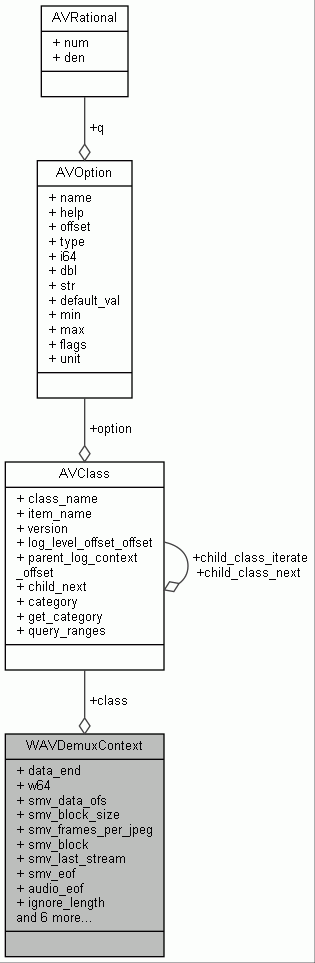 AVRational
+ num
+ den
+q
AVOption
+ name
+ help
+ offset
+ type
+ i64
+ dbl
+ str
+ default_val
+ min
+ max
+ flags
+ unit
+option
AVClass
+ class_name
+ item_name
+ version
+ log_level_offset_offset
+ parent_log_context
_offset
+ child_next
+ category
+ get_category
+ query_ranges
+child_class_iterate
+child_class_next
+class
WAVDemuxContext
+ data_end
+ w64
+ smv_data_ofs
+ smv_block_size
+ smv_frames_per_jpeg
+ smv_block
+ smv_last_stream
+ smv_eof
+ audio_eof
+ ignore_length
and 6 more...